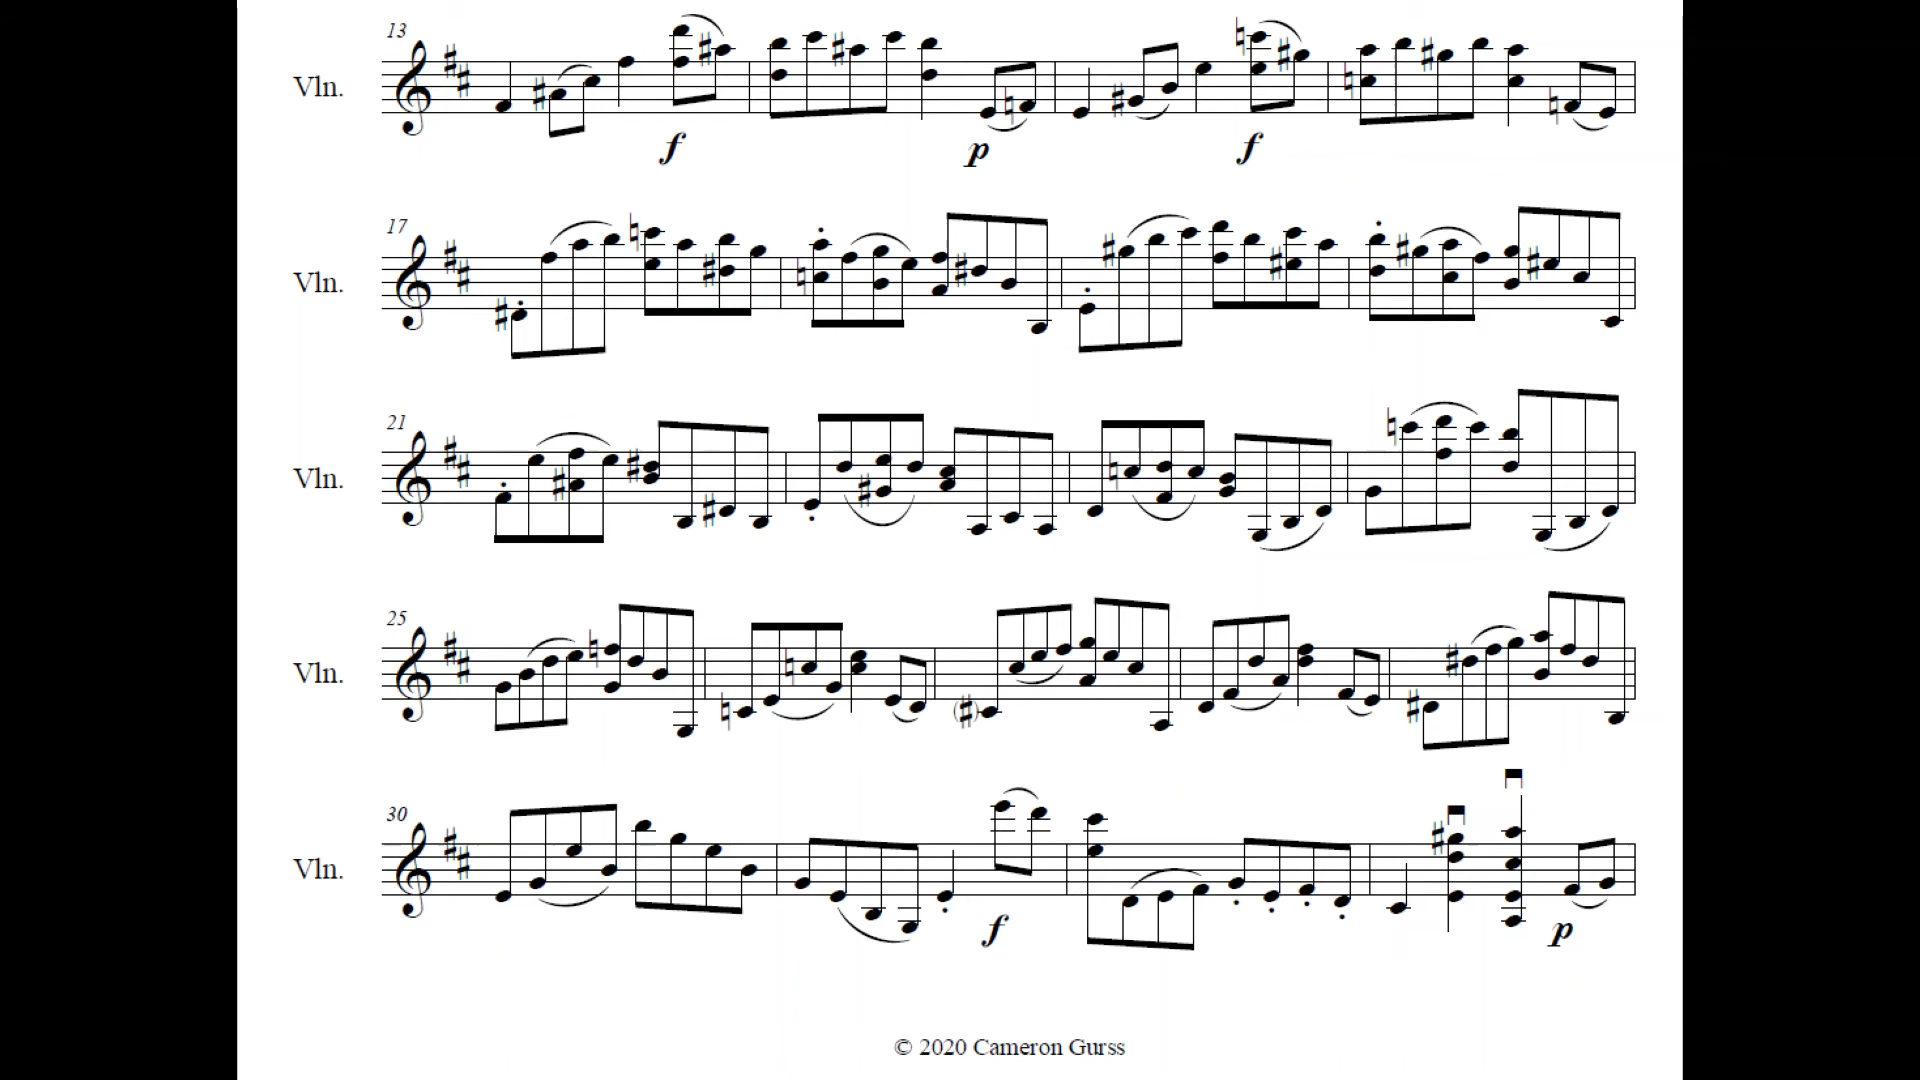 13
Vln.
f
p
f
17
Vln.
21
Vln.
25
Vln.
30
Vln.
f
p
© 2020 Cameron Gurss